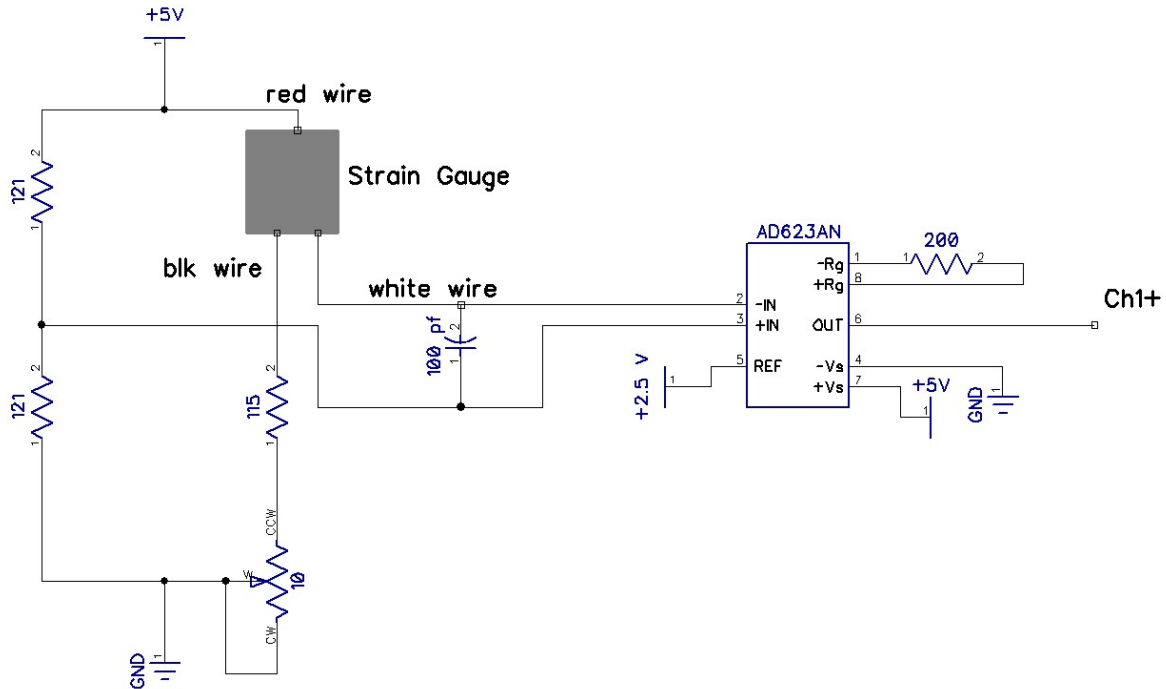 +5V
1
red wire
2
121
1
Strain Gauge
blk wire
white wire
2
100 pf
1
AD623AN
-Rg
1
1
200
2
+Rg
8
2
-IN
3
+IN
OUT
6
Ch1+
5
REF
-Vs
4
+Vs
7
+2.5 V
1
+5V
1
GND
1
2
121
1
2
115
1
CCW
W
10
CW
GND
1